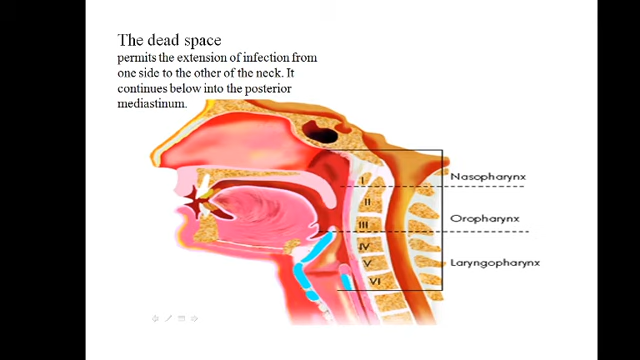 The dead space
permits the extension of infection from
one side to the other of the neck. It
continues below into the posterior
mediastinum.
I
Nasopharynx
II
Oropharynx
III
IV
V
Laryngopharynx
VI